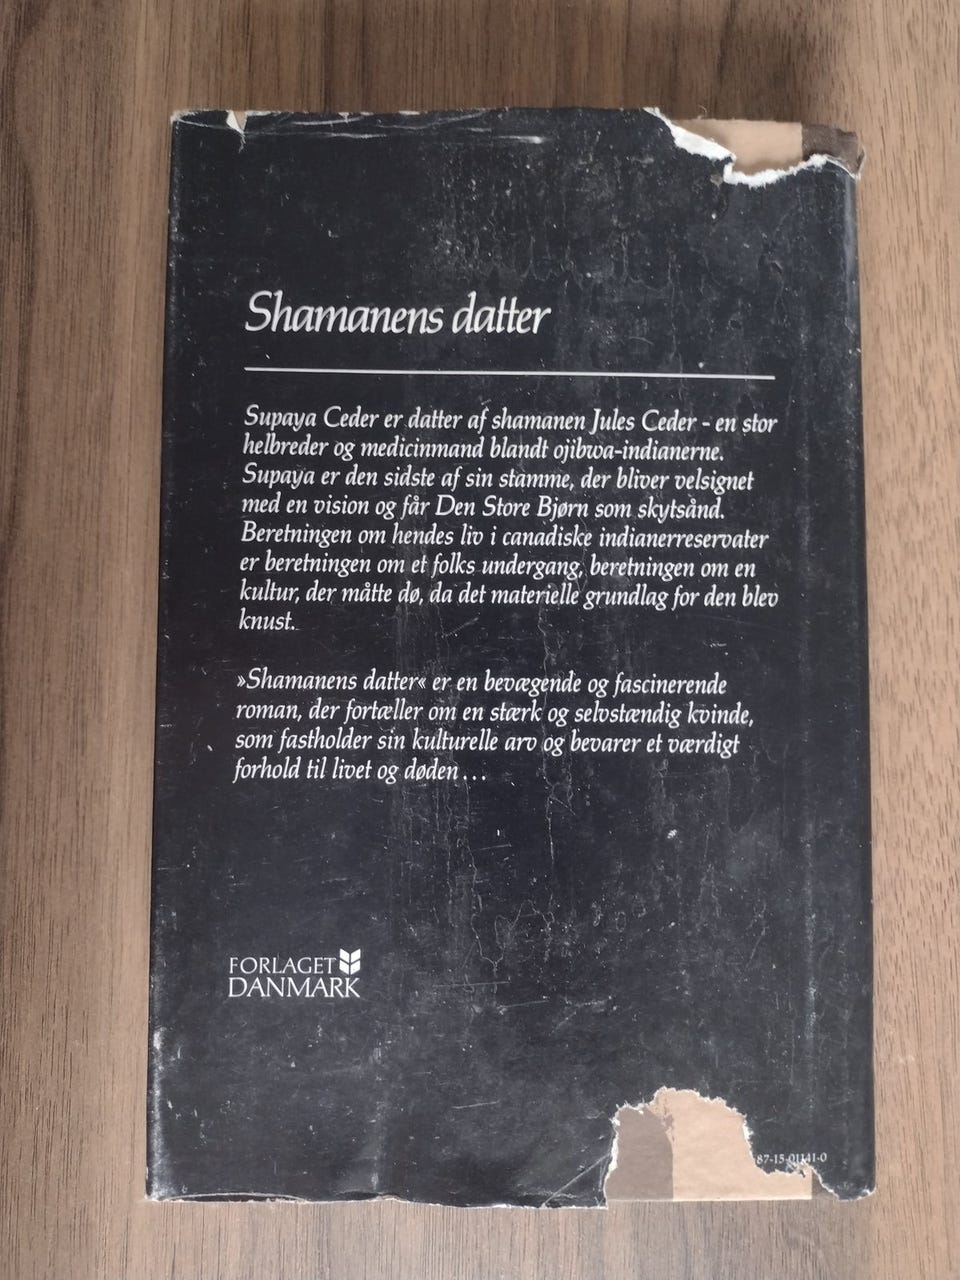 Shamanens datter
Supaya Ceder er datter af shamanen Jules Ceder - en stor
helbreder og medicinmand blandt ojibwa-indianerne.
Supaya er den sidste af sin stamme, der bliver velsignet
med en vision og får Den Store Bjørn som skytsånd.
Beretningen om hendes liv i canadiske indianerreservater
er beretningen om et folks undergang, beretningen om en
kultur, der måtte dø, da det materielle grundlag for den blev
knust.
»Shamanens datter« er en bevægende og fascinerende
roman, der fortæller om en stærk og selvstændig kvinde,
som fastholder sin kulturelle arv og bevarer et værdigt
forhold til livet og døden...
FORLAGET
DANMARK
87-15-01141-0